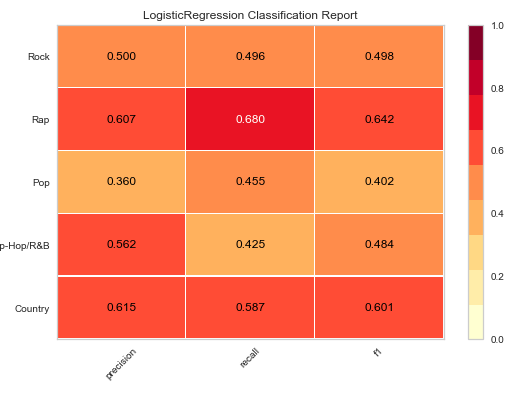 LogisticRegression Classification Report
Rock 0.500 0.496 0.498
Rap 0.607 0.680 0.642
Pop 0.360 0.455 0.402
p-Hop/R&B 0.562 0.425 0.484
Country 0.615 0.587 0.601
precision recall f1
1.0
0.8
0.6
0.4
0.2
0.0